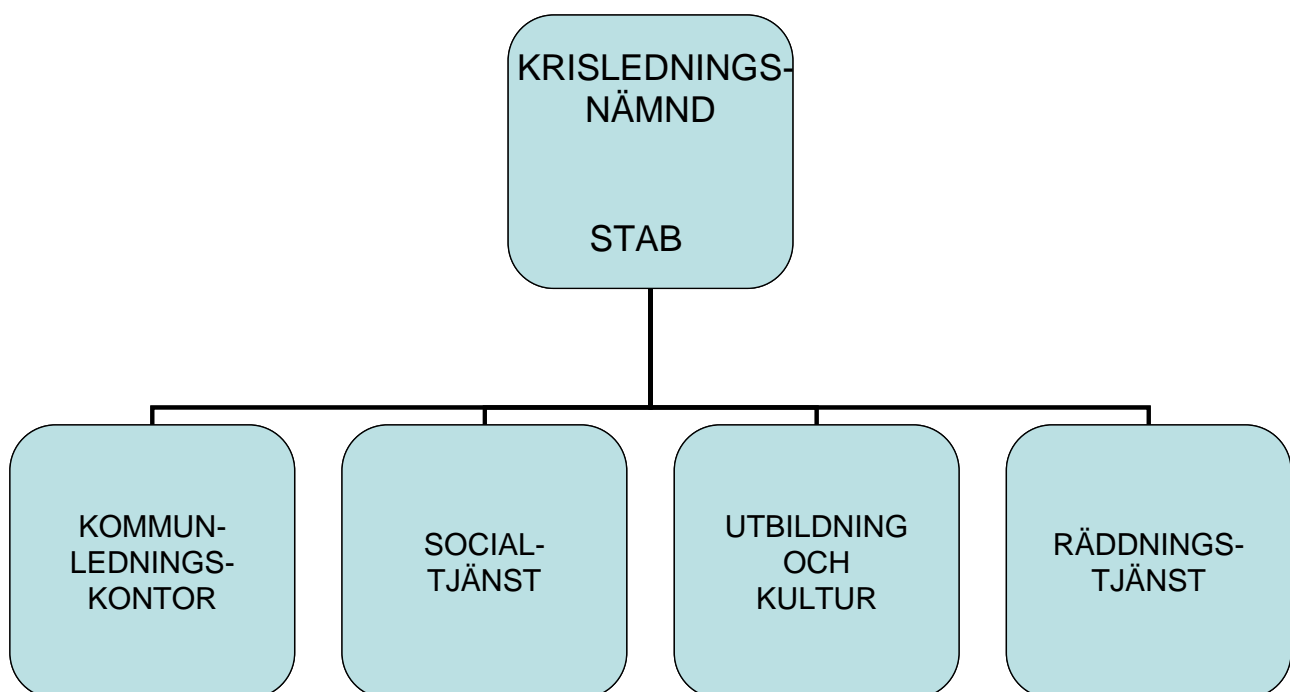 KRISLEDNINGS-
NÄMND
STAB
KOMMUN-
LEDNINGS-
KONTOR
SOCIAL-
TJÄNST
UTBILDNING
OCH
KULTUR
RÄDDNINGS-
TJÄNST